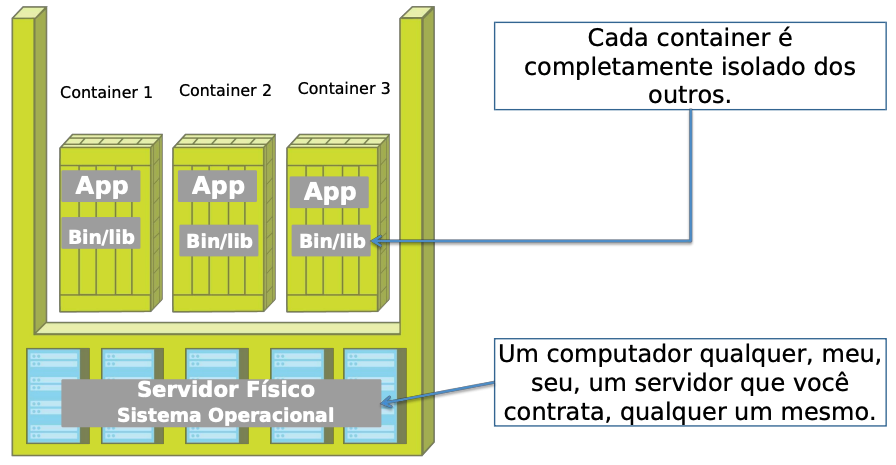 Container 1
Container 2
Container 3
App
Bin/lib
App
Bin/lib
App
Bin/lib
Cada container é
completamente isolado dos
outros.
Servidor Físico
Sistema Operacional
Um computador qualquer, meu,
seu, um servidor que você
contrata, qualquer um mesmo.